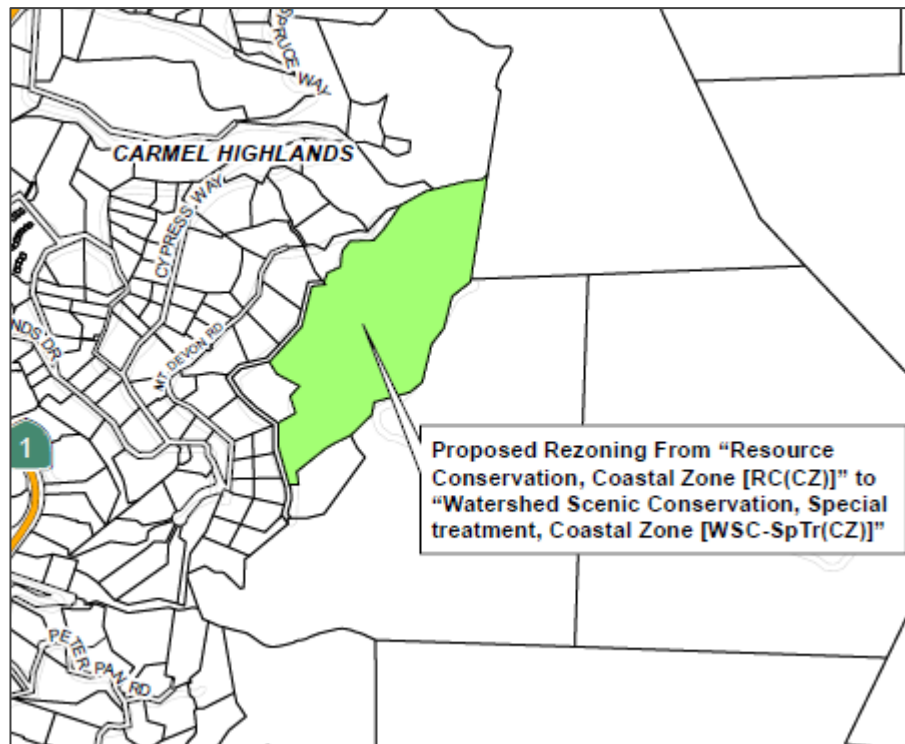 SPRUCE WAY
CARMEL HIGHLANDS
CYPRESS WAY
MT. DEVON RD
NDS DR
1
Proposed Rezoning From “Resource
Conservation, Coastal Zone [RC(CZ)]” to
“Watershed Scenic Conservation, Special
treatment, Coastal Zone [WSC-SpTr(CZ)]”
PETER PAN RD